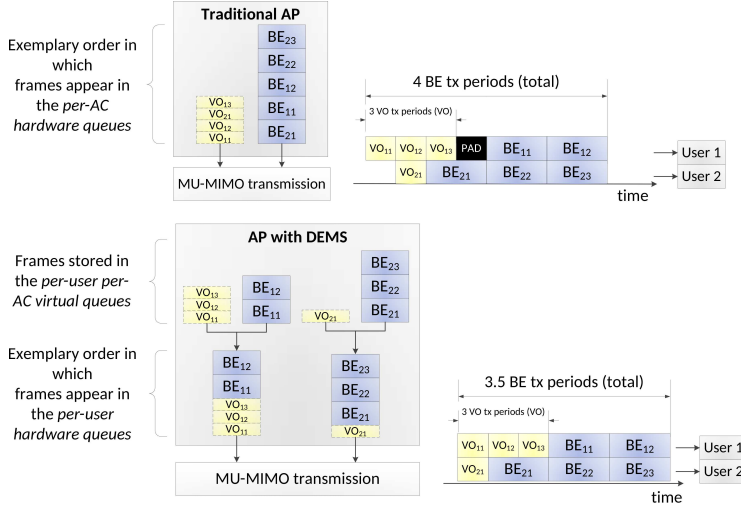 Traditional AP
Exemplary order in
which
frames appear in
the per-AC
hardware queues
BE23
BE22
BE12
BE11
BE21
VO13
VO21
VO12
VO11
MU-MIMO transmission
4 BE tx periods (total)
3 VO tx periods (VO)
VO11 VO12 VO13 PAD BE11 BE12
User 1
VO21 BE21 BE22 BE23
User 2
time
AP with DEMS
Frames stored in
the per-user per-
AC virtual queues
VO13
VO12
VO11
BE12
BE11
VO21
BE23
BE22
BE21
Exemplary order in
which
frames appear in
the per-user
hardware queues
BE12
BE11
VO13
VO12
VO11
BE23
BE22
BE21
VO21
MU-MIMO transmission
3.5 BE tx periods (total)
3 VO tx periods (VO)
VO11 VO12 VO13 BE11 BE12
User 1
VO21 BE21 BE22 BE23
User 2
time